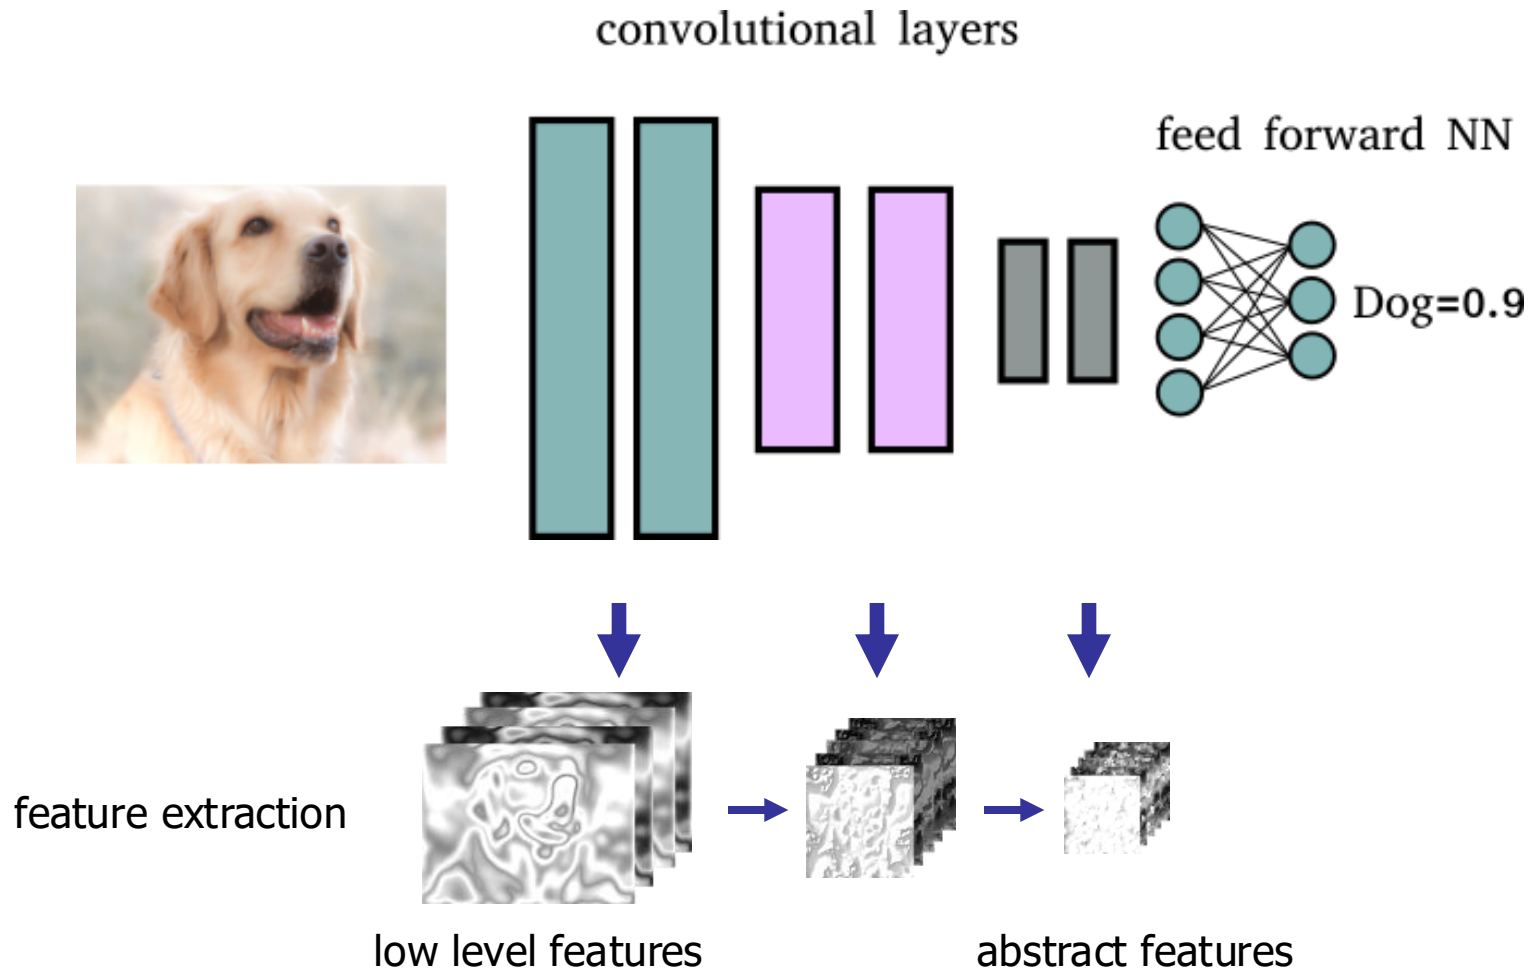 convolutional layers
feed forward NN
Dog=0.9
feature extraction
low level features
abstract features